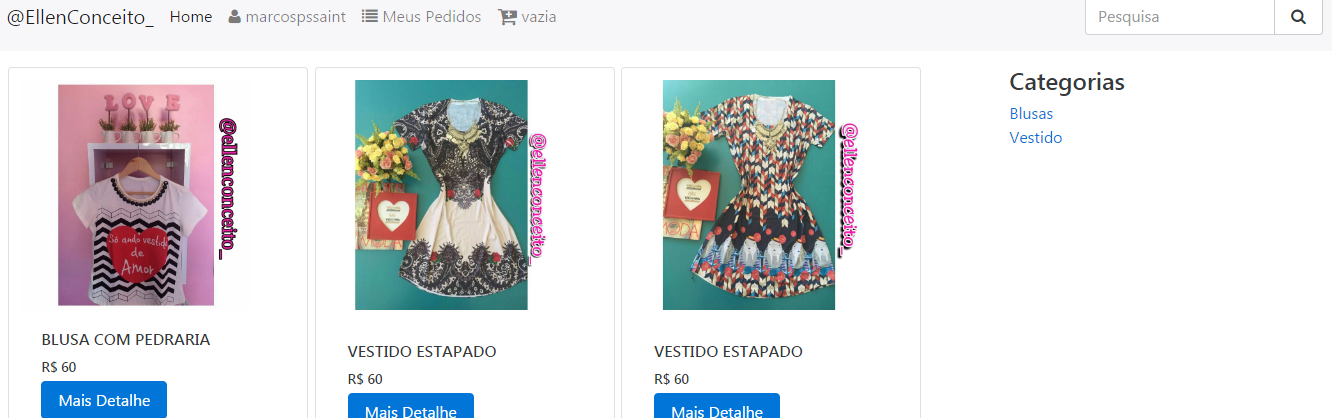 @EllenConceito_ Home marcospssaint Meus Pedidos vazia Pesquisa
LOVE
@ellenconceito_
Só ando vestida
de
Amor
BLUSA COM PEDRARIA
R$ 60
Mais Detalhe
@ellenconceito_
VESTIDO ESTAPADO
R$ 60
Mais Detalhe
@ellenconceito_
MODA
VESTIDO ESTAPADO
R$ 60
Mais Detalhe
Categorias
Blusas
Vestido